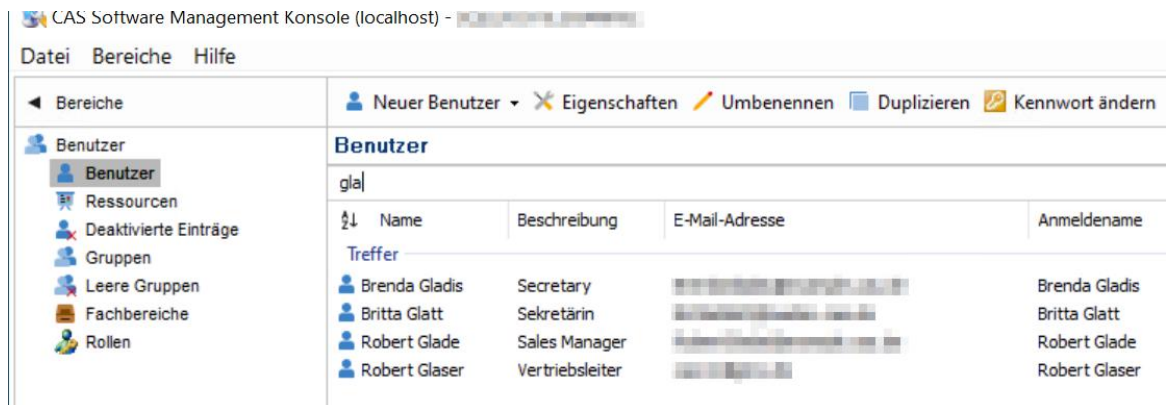 CAS Software Management Konsole (localhost) -
Datei Bereiche Hilfe
Bereiche
Neuer Benutzer Eigenschaften Umbenennen Duplizieren Kennwort ändern
Benutzer
Benutzer
Ressourcen
Deaktivierte Einträge
Gruppen
Leere Gruppen
Fachbereiche
Rollen
Benutzer
gla
Name Beschreibung E-Mail-Adresse Anmeldename
Treffer
Brenda Gladis Secretary Brenda Gladis
Britta Glatt Sekretärin Britta Glatt
Robert Glade Sales Manager Robert Glade
Robert Glaser Vertriebsleiter Robert Glaser